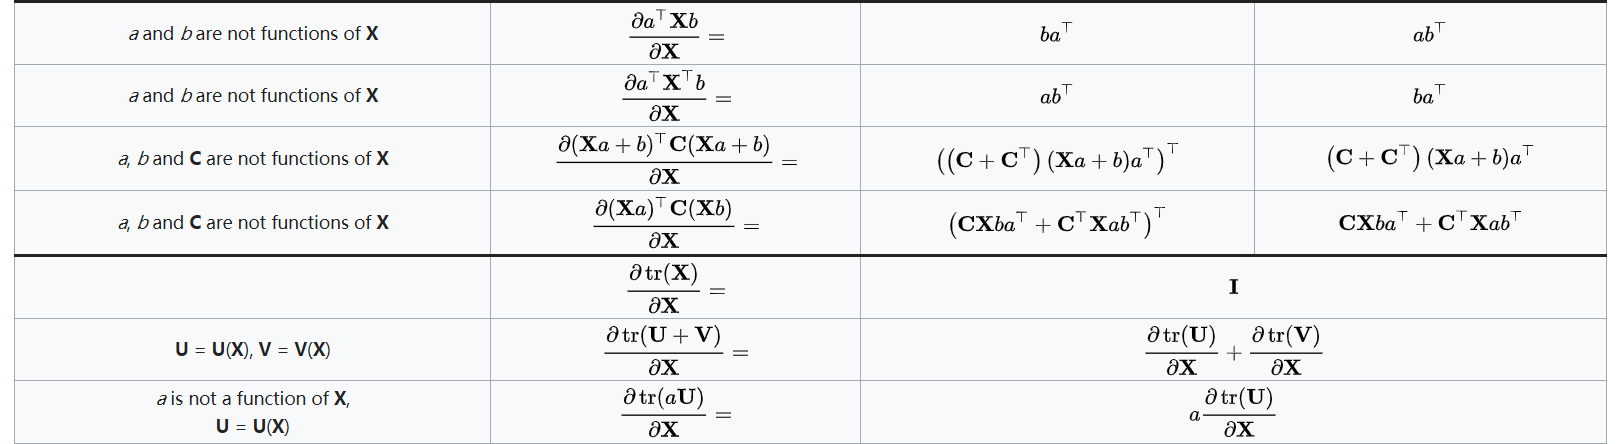 a and b are not functions of X	∂a⊤Xb / ∂X =	ba⊤	ab⊤
a and b are not functions of X	∂a⊤X⊤b / ∂X =	ab⊤	ba⊤
a, b and C are not functions of X	∂(Xa + b)⊤C(Xa + b) / ∂X =	((C + C⊤)(Xa + b)a⊤)⊤	(C + C⊤)(Xa + b)a⊤
a, b and C are not functions of X	∂(Xa)⊤C(Xb) / ∂X =	(CXba⊤ + C⊤Xab⊤)⊤	CXba⊤ + C⊤Xab⊤
∂ tr(X) / ∂X =	I
U = U(X), V = V(X)	∂ tr(U + V) / ∂X =	∂ tr(U) / ∂X + ∂ tr(V) / ∂X
a is not a function of X,
U = U(X)	∂ tr(aU) / ∂X =	a ∂ tr(U) / ∂X